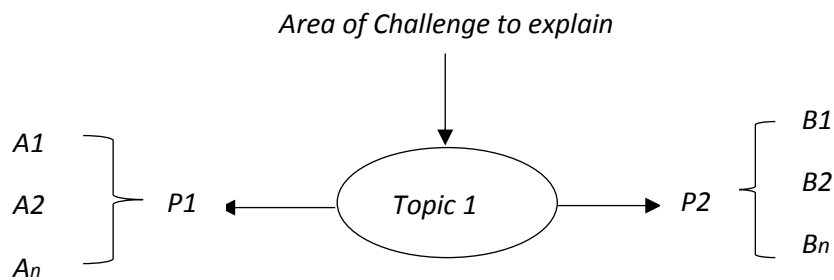 Area of Challenge to explain
A1
B1
A2
P1
Topic 1
P2
B2
An
Bn